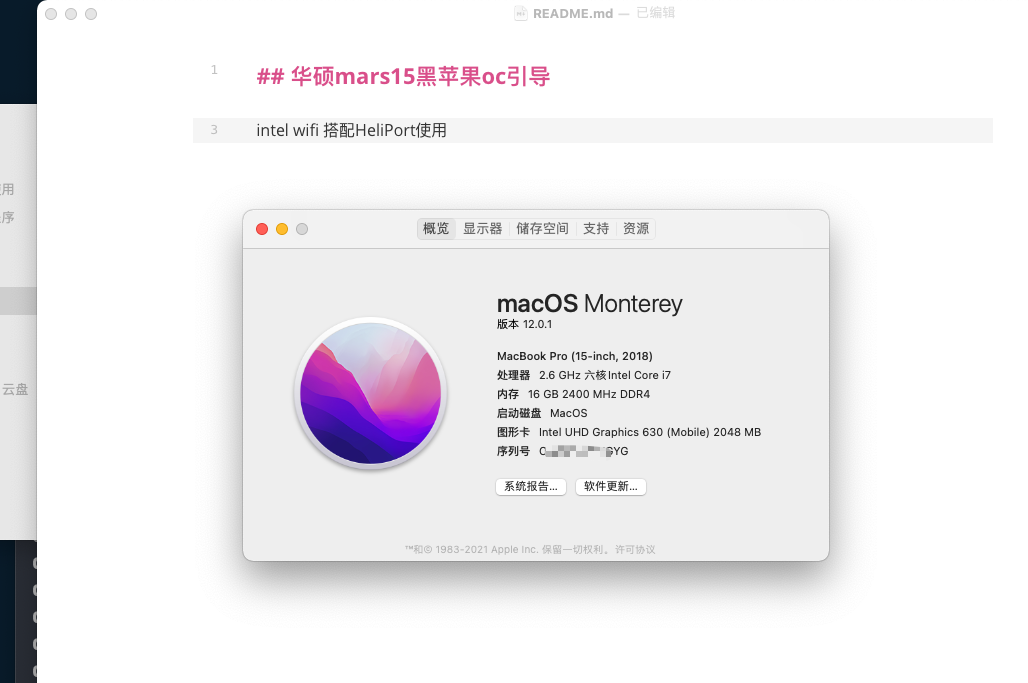 README.md — 已编辑
1
## 华硕mars15黑苹果oc引导
3
intel wifi 搭配HeliPort使用
用
序
云盘
概览 显示器 储存空间 支持 资源
macOS Monterey
版本 12.0.1
MacBook Pro (15-inch, 2018)
处理器 2.6 GHz 六核Intel Core i7
内存 16 GB 2400 MHz DDR4
启动磁盘 MacOS
图形卡 Intel UHD Graphics 630 (Mobile) 2048 MB
序列号 C GYG
系统报告... 软件更新...
™和© 1983-2021 Apple Inc. 保留一切权利。许可协议